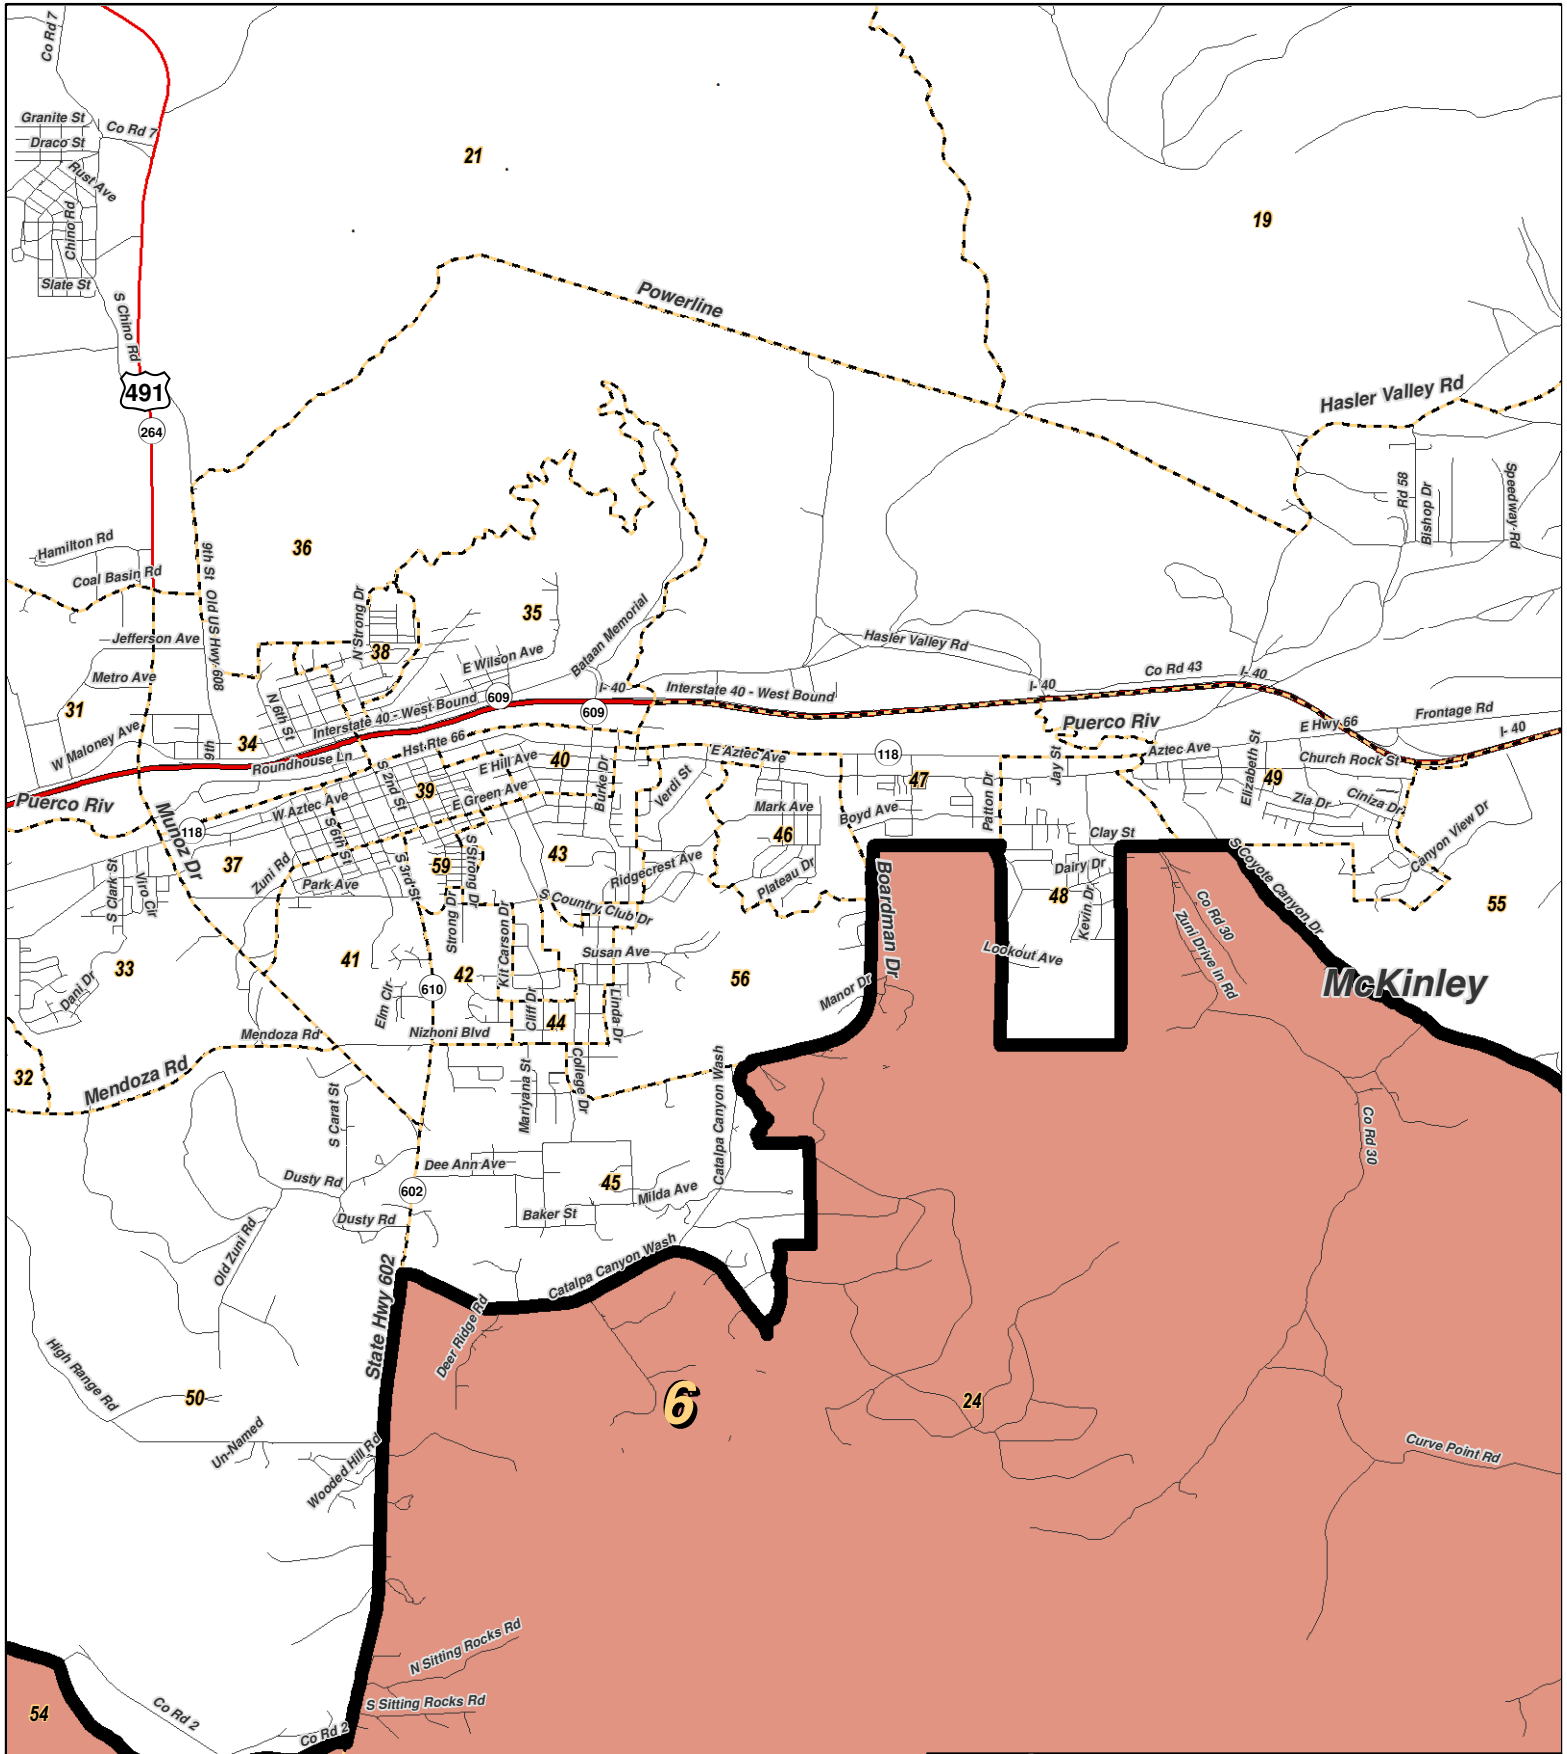 Co Rd 7
Granite St
Co Rd 7
Draco St
Rust Ave
Chino Rd
Slate St
S Chino Rd
21
19
Powerline
491
264
Hasler Valley Rd
Rd 58
Bishop Dr
Speedway Rd
Hamilton Rd
Coal Basin Rd
9th St
Old US Hwy 608
36
N Strong Dr
35
Bataan Memorial
Jefferson Ave
38
E Wilson Ave
Hasler Valley Rd
Metro Ave
N 6th St
Interstate 40 - West Bound
609
I- 40
Interstate 40 - West Bound
I- 40
Co Rd 43
I- 40
31
W Maloney Ave
34
9th
609
Puerco Riv
E Hwy 66
Frontage Rd
I- 40
Roundhouse Ln
Hst Rte 66
E Aztec Ave
118
Jay St
Aztec Ave
Elizabeth St
Church Rock St
S 2nd St
E Hill Ave
40
Burke Dr
Verdi St
47
Patton Dr
49
Puerco Riv
Munoz Dr
118
W Aztec Ave
39
E Green Ave
Mark Ave
Boyd Ave
Zia Dr
Ciniza Dr
Canyon View Dr
S 6th St
46
Clay St
37
Zuni Rd
S 3rd St
59
S Strong Dr
43
Ridgecrest Ave
Plateau Dr
Boardman Dr
Dairy Dr
S Coyote Canyon Dr
S Clark St
Viro Cir
Park Ave
Strong Dr
Kit Carson Dr
S Country Club Dr
48
Kevin Dr
Co Rd 30
Zuni Drive In Rd
55
33
Dani Dr
41
42
Susan Ave
56
Lookout Ave
McKinley
Elm Cir
610
Cliff Dr
Linda Dr
Manor Dr
44
Mendoza Rd
Nizhoni Blvd
32
Mendoza Rd
S Carat St
Mariyana St
College Dr
Catalpa Canyon Wash
Co Rd 30
Dusty Rd
Dee Ann Ave
602
45
Milda Ave
Dusty Rd
Baker St
Old Zuni Rd
State Hwy 602
Catalpa Canyon Wash
Deer Ridge Rd
High Range Rd
50
6
24
Un-Named
Wooded Hill Rd
Curve Point Rd
N Sitting Rocks Rd
S Sitting Rocks Rd
54
Co Rd 2
Co Rd 2